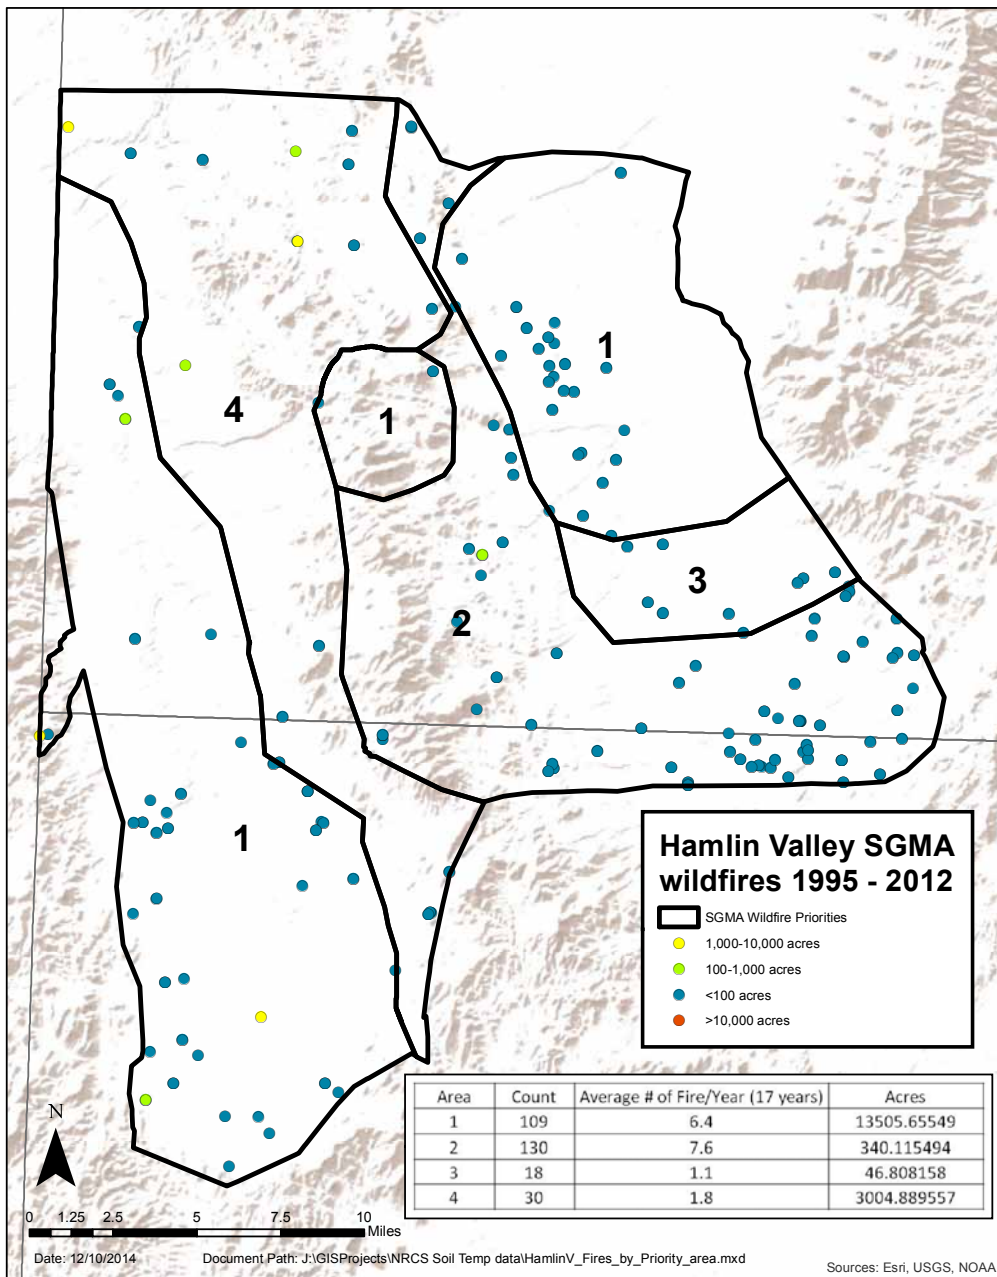 1
4
1
3
2
1
Hamlin Valley SGMA
wildfires 1995 - 2012
SGMA Wildfire Priorities
1,000-10,000 acres
100-1,000 acres
<100 acres
>10,000 acres
Area Count Average # of Fire/Year (17 years) Acres
1 109 6.4 13505.65549
2 130 7.6 340.115494
3 18 1.1 46.808158
4 30 1.8 3004.889557
N
0 1.25 2.5 5 7.5 10
Miles
Date: 12/10/2014 Document Path: J:\GISProjects\NRCS Soil Temp data\HamlinV_Fires_by_Priority_area.mxd
Sources: Esri, USGS, NOAA